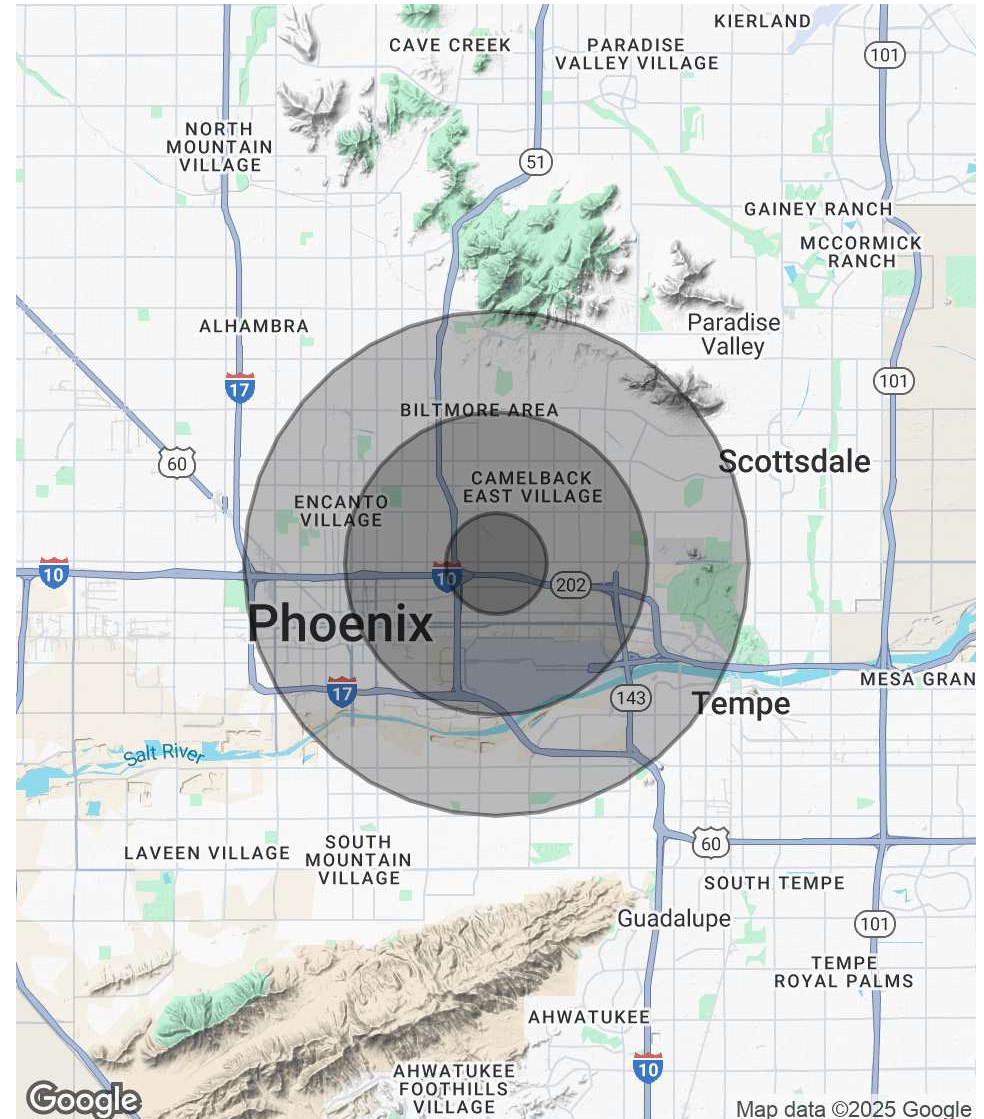 KIERLAND
CAVE CREEK
PARADISE
VALLEY VILLAGE
101
NORTH
MOUNTAIN
VILLAGE
51
GAINEY RANCH
MCCORMICK
RANCH
ALHAMBRA
Paradise
Valley
17
101
BILTMORE AREA
60
Scottsdale
CAMELBACK
EAST VILLAGE
ENCANTO
VILLAGE
10
10
202
Phoenix
MESA GRAN
17
143
Tempe
Salt River
60
LAVEEN VILLAGE
SOUTH
MOUNTAIN
VILLAGE
SOUTH TEMPE
Guadalupe
101
TEMPE
ROYAL PALMS
AHWATUKEE
10
AHWATUKEE
FOOTHILLS
VILLAGE
Google
Map data ©2025 Google